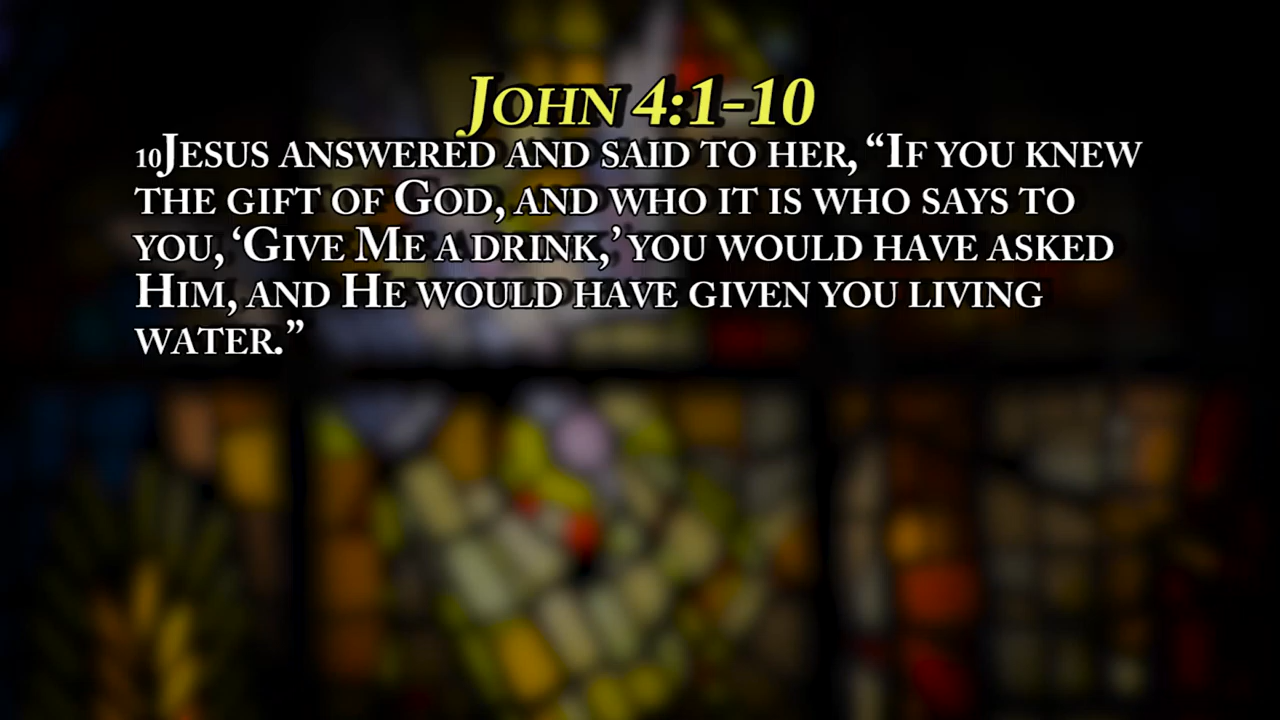 John 4:1-10
10Jesus answered and said to her, “If you knew
the gift of God, and who it is who says to
you, ‘Give Me a drink,’ you would have asked
Him, and He would have given you living
water.”